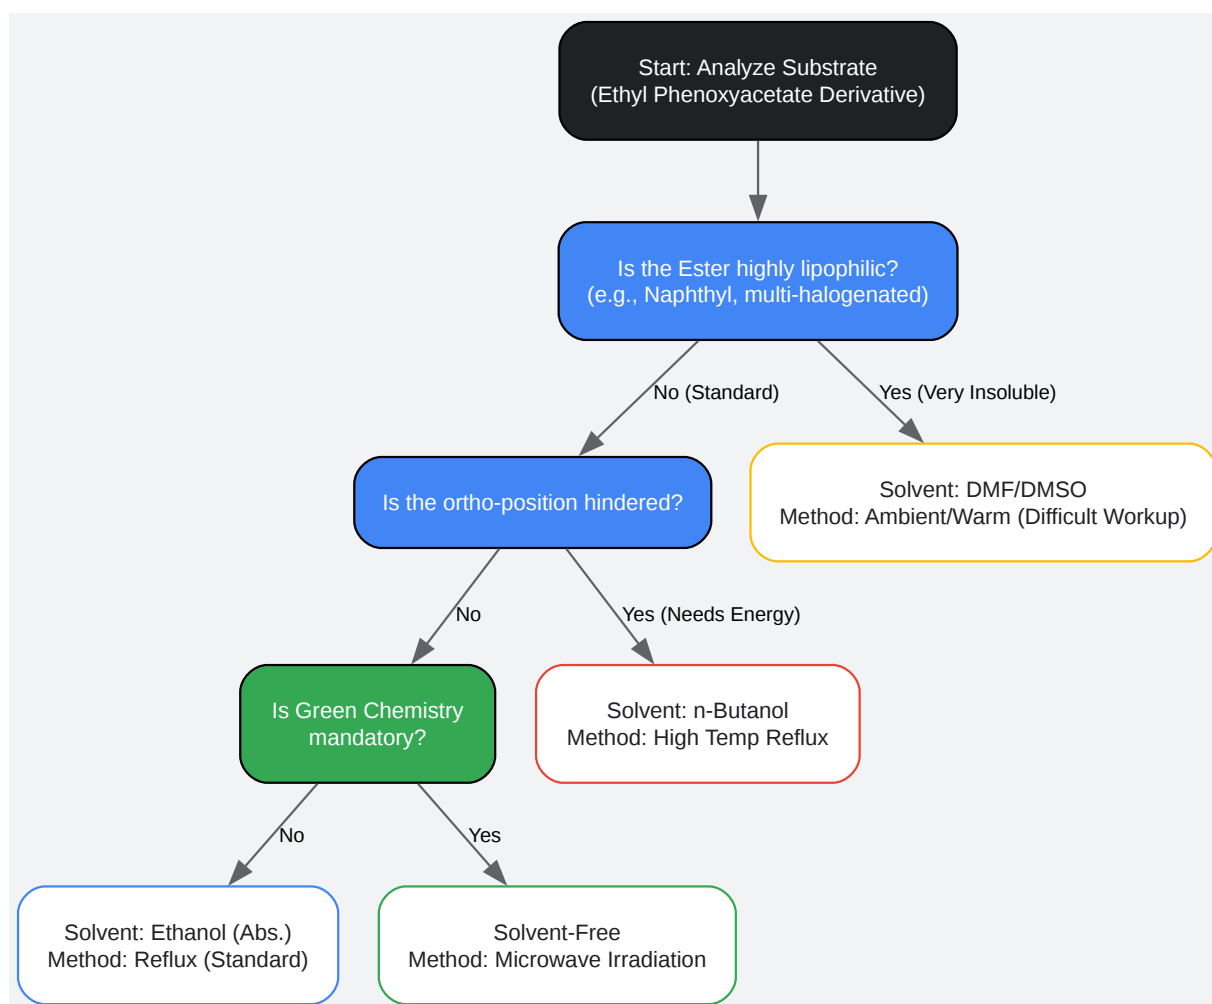 Start: Analyze Substrate
(Ethyl Phenoxyacetate Derivative)
Is the Ester highly lipophilic?
(e.g., Naphthyl, multi-halogenated)
No (Standard)
Yes (Very Insoluble)
Is the ortho-position hindered?
Solvent: DMF/DMSO
Method: Ambient/Warm (Difficult Workup)
No
Yes (Needs Energy)
Is Green Chemistry
mandatory?
Solvent: n-Butanol
Method: High Temp Reflux
No
Yes
Solvent: Ethanol (Abs.)
Method: Reflux (Standard)
Solvent-Free
Method: Microwave Irradiation